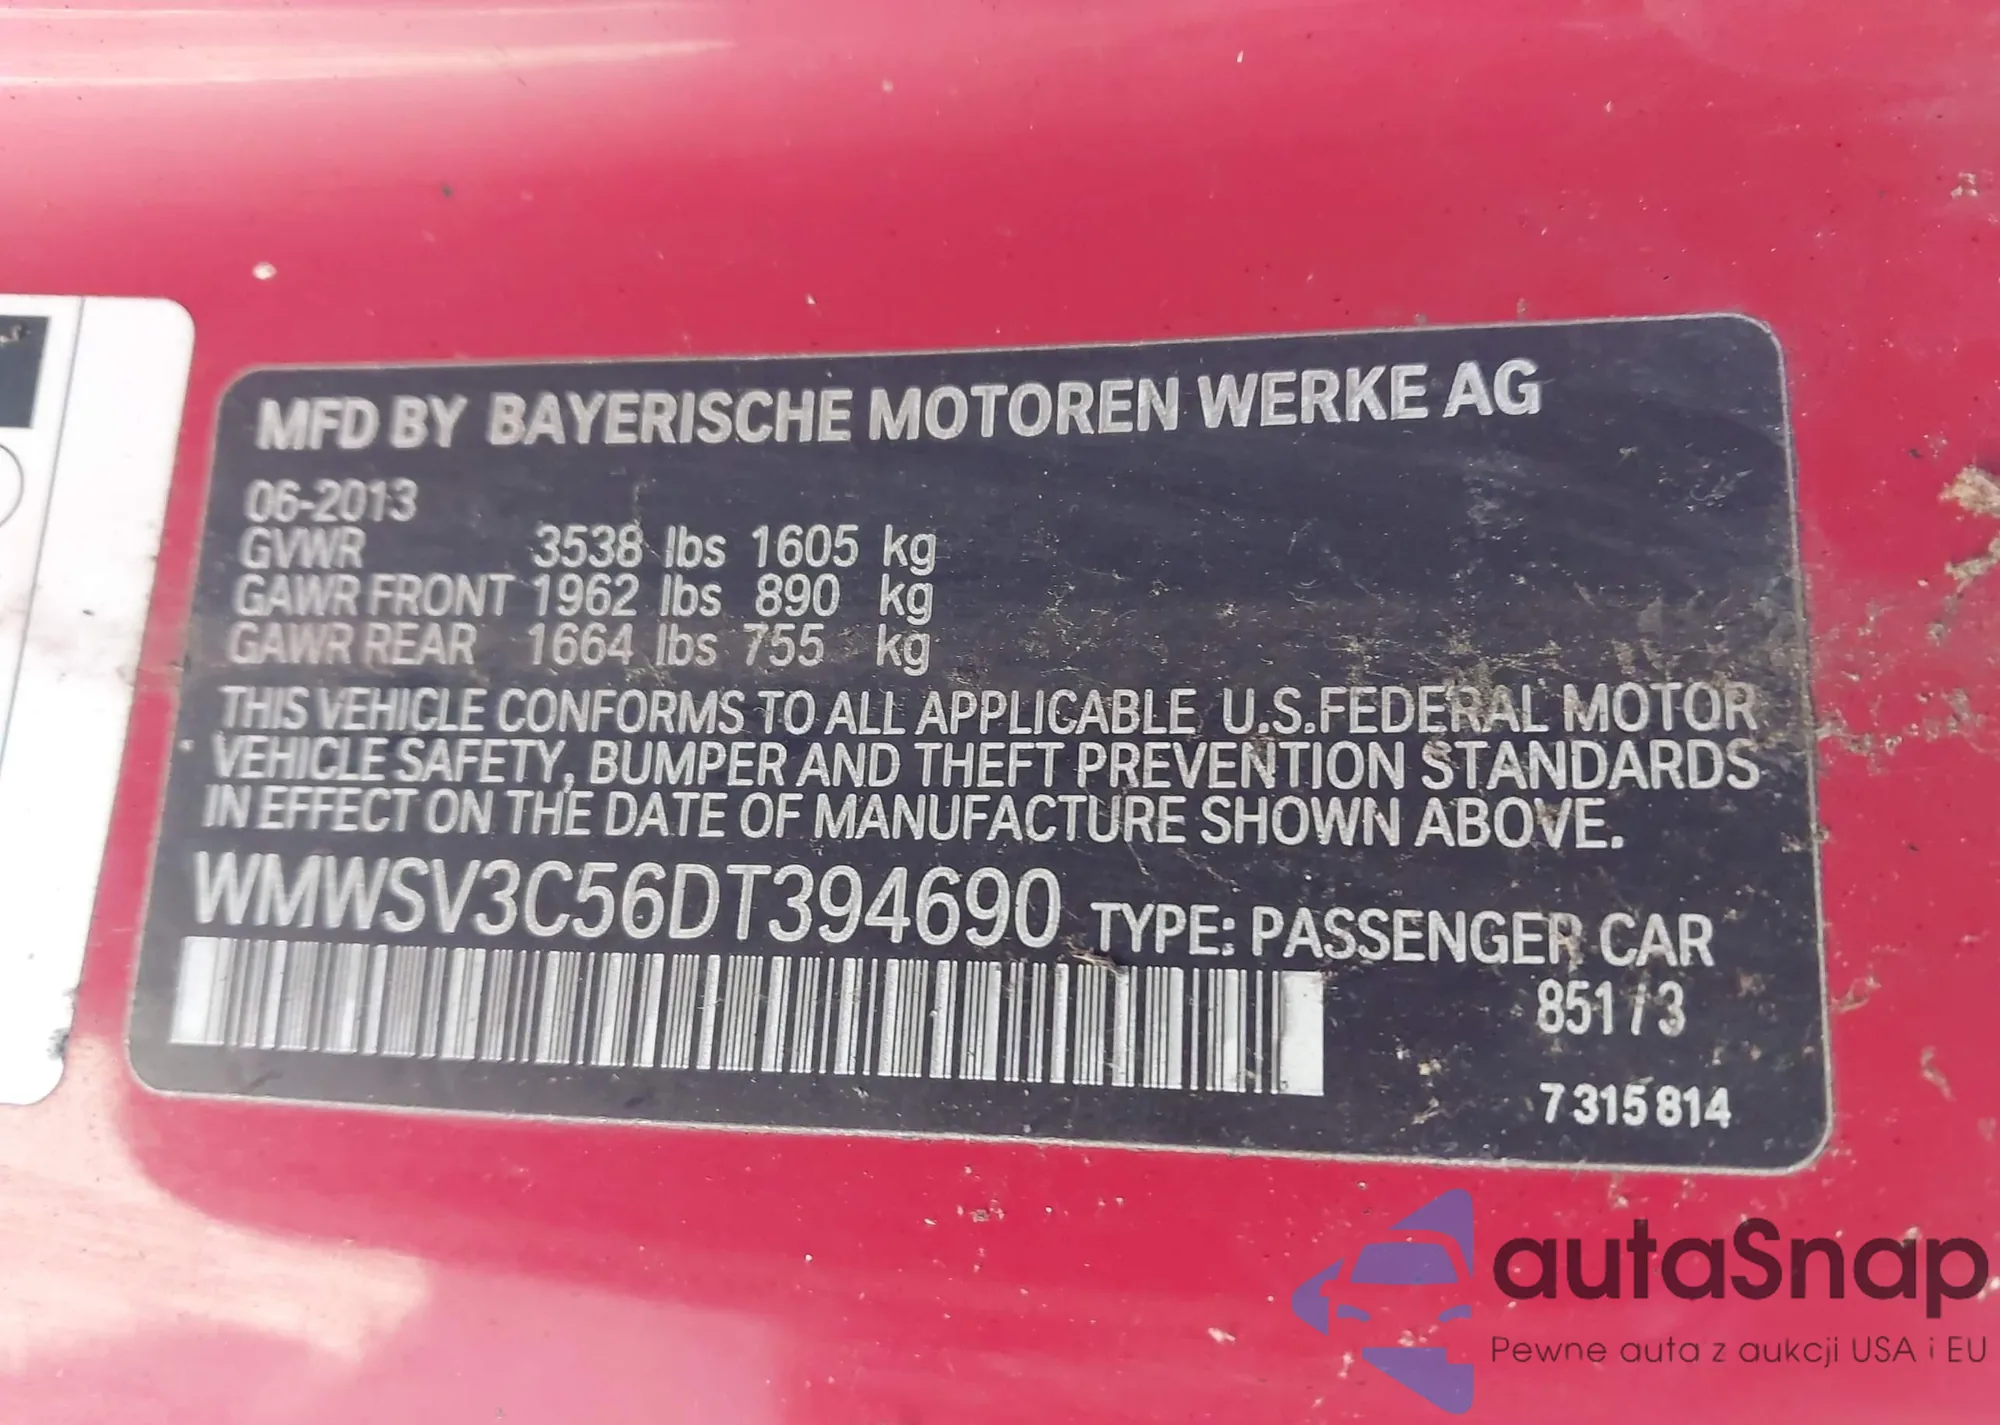 MFD BY BAYERISCHE MOTOREN WERKE AG
06-2013
GVWR 3538 lbs 1605 kg
GAWR FRONT 1962 lbs 890 kg
GAWR REAR 1664 lbs 755 kg
THIS VEHICLE CONFORMS TO ALL APPLICABLE U.S.FEDERAL MOTOR
VEHICLE SAFETY, BUMPER AND THEFT PREVENTION STANDARDS
IN EFFECT ON THE DATE OF MANUFACTURE SHOWN ABOVE.
WMWSV3C56DT394690 TYPE: PASSENGER CAR
851 / 3
7 315 814
autaSnap
Pewne auta z aukcji USA i EU